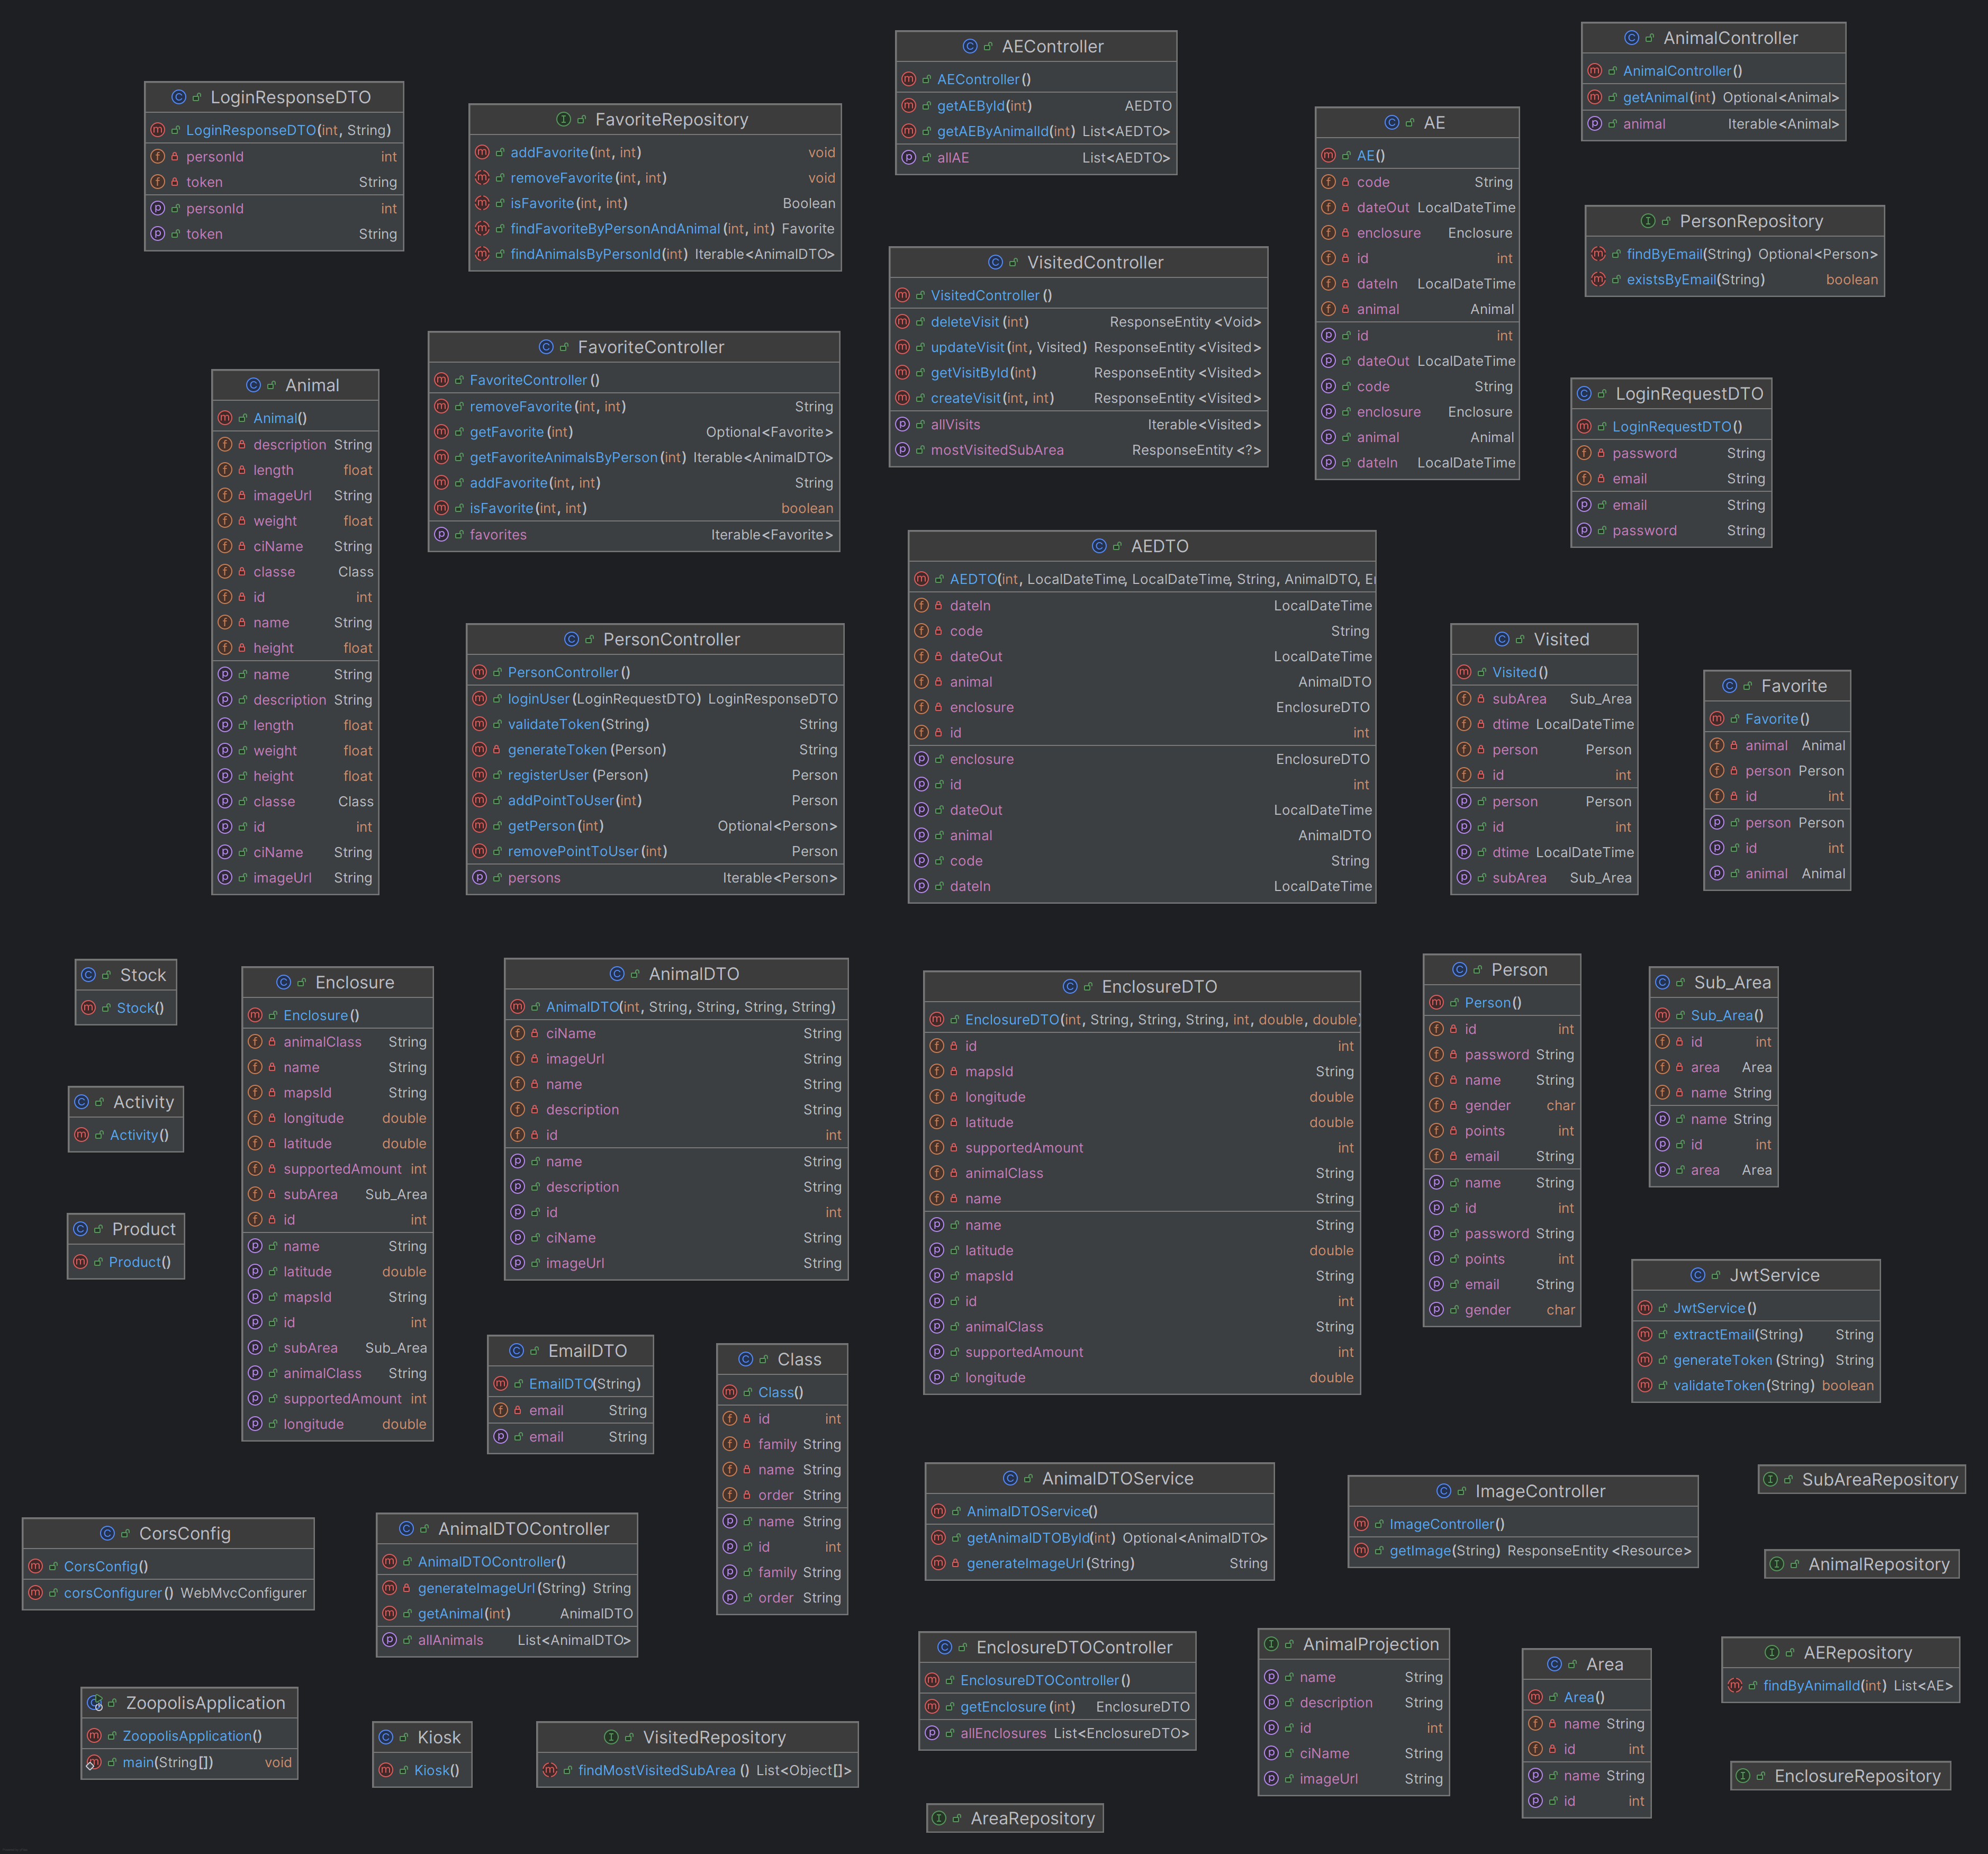 LoginResponseDTO
LoginResponseDTO(int, String)
personId int
token String
personId int
token String
FavoriteRepository
addFavorite(int, int) void
removeFavorite(int, int) void
isFavorite(int, int) Boolean
findFavoriteByPersonAndAnimal(int, int) Favorite
findAnimalsByPersonId(int) Iterable<AnimalDTO>
AEController
AEController()
getAEById(int) AEDTO
getAEByAnimalId(int) List<AEDTO>
allAE List<AEDTO>
AE
AE()
code String
dateOut LocalDateTime
enclosure Enclosure
id int
dateIn LocalDateTime
animal Animal
id int
dateOut LocalDateTime
code String
enclosure Enclosure
animal Animal
dateIn LocalDateTime
AnimalController
AnimalController()
getAnimal(int) Optional<Animal>
animal Iterable<Animal>
PersonRepository
findByEmail(String) Optional<Person>
existsByEmail(String) boolean
VisitedController
VisitedController()
deleteVisit(int) ResponseEntity<Void>
updateVisit(int, Visited) ResponseEntity<Visited>
getVisitById(int) ResponseEntity<Visited>
createVisit(int, int) ResponseEntity<Visited>
allVisits Iterable<Visited>
mostVisitedSubArea ResponseEntity<?>
FavoriteController
FavoriteController()
removeFavorite(int, int) String
getFavorite(int) Optional<Favorite>
getFavoriteAnimalsByPerson(int) Iterable<AnimalDTO>
addFavorite(int, int) String
isFavorite(int, int) boolean
favorites Iterable<Favorite>
Animal
Animal()
description String
length float
imageUrl String
weight float
ciName String
classe Class
id int
name String
height float
name String
description String
length float
weight float
height float
classe Class
id int
ciName String
imageUrl String
LoginRequestDTO
LoginRequestDTO()
password String
email String
email String
password String
AEDTO
AEDTO(int, LocalDateTime, LocalDateTime, String, AnimalDTO, E
dateIn LocalDateTime
code String
dateOut LocalDateTime
animal AnimalDTO
enclosure EnclosureDTO
id int
enclosure EnclosureDTO
id int
dateOut LocalDateTime
animal AnimalDTO
code String
dateIn LocalDateTime
PersonController
PersonController()
loginUser(LoginRequestDTO) LoginResponseDTO
validateToken(String) String
generateToken(Person) String
registerUser(Person) Person
addPointToUser(int) Person
getPerson(int) Optional<Person>
removePointToUser(int) Person
persons Iterable<Person>
Visited
Visited()
subArea Sub_Area
dtime LocalDateTime
person Person
id int
person Person
id int
dtime LocalDateTime
subArea Sub_Area
Favorite
Favorite()
animal Animal
person Person
id int
person Person
id int
animal Animal
Stock
Stock()
Activity
Activity()
Product
Product()
Enclosure
Enclosure()
animalClass String
name String
mapsId String
longitude double
latitude double
supportedAmount int
subArea Sub_Area
id int
name String
latitude double
mapsId String
id int
subArea Sub_Area
animalClass String
supportedAmount int
longitude double
AnimalDTO
AnimalDTO(int, String, String, String, String)
ciName String
imageUrl String
name String
description String
id int
name String
description String
id int
ciName String
imageUrl String
EnclosureDTO
EnclosureDTO(int, String, String, String, int, double, double)
id int
mapsId String
longitude double
latitude double
supportedAmount int
animalClass String
name String
name String
latitude double
mapsId String
id int
animalClass String
supportedAmount int
longitude double
Person
Person()
id int
password String
name String
gender char
points int
email String
name String
id int
password String
points int
email String
gender char
Sub_Area
Sub_Area()
id int
area Area
name String
name String
id int
area Area
JwtService
JwtService()
extractEmail(String) String
generateToken(String) String
validateToken(String) boolean
EmailDTO
EmailDTO(String)
email String
email String
Class
Class()
id int
family String
name String
order String
name String
id int
family String
order String
CorsConfig
CorsConfig()
corsConfigurer() WebMvcConfigurer
AnimalDTOController
AnimalDTOController()
generateImageUrl(String) String
getAnimal(int) AnimalDTO
allAnimals List<AnimalDTO>
AnimalDTOService
AnimalDTOService()
getAnimalDTOById(int) Optional<AnimalDTO>
generateImageUrl(String) String
ImageController
ImageController()
getImage(String) ResponseEntity<Resource>
SubAreaRepository
AnimalRepository
ZoopolisApplication
ZoopolisApplication()
main(String[]) void
Kiosk
Kiosk()
VisitedRepository
findMostVisitedSubArea() List<Object[]>
EnclosureDTOController
EnclosureDTOController()
getEnclosure(int) EnclosureDTO
allEnclosures List<EnclosureDTO>
AnimalProjection
name String
description String
id int
ciName String
imageUrl String
Area
Area()
name String
id int
name String
id int
AERepository
findByAnimalId(int) List<AE>
EnclosureRepository
AreaRepository